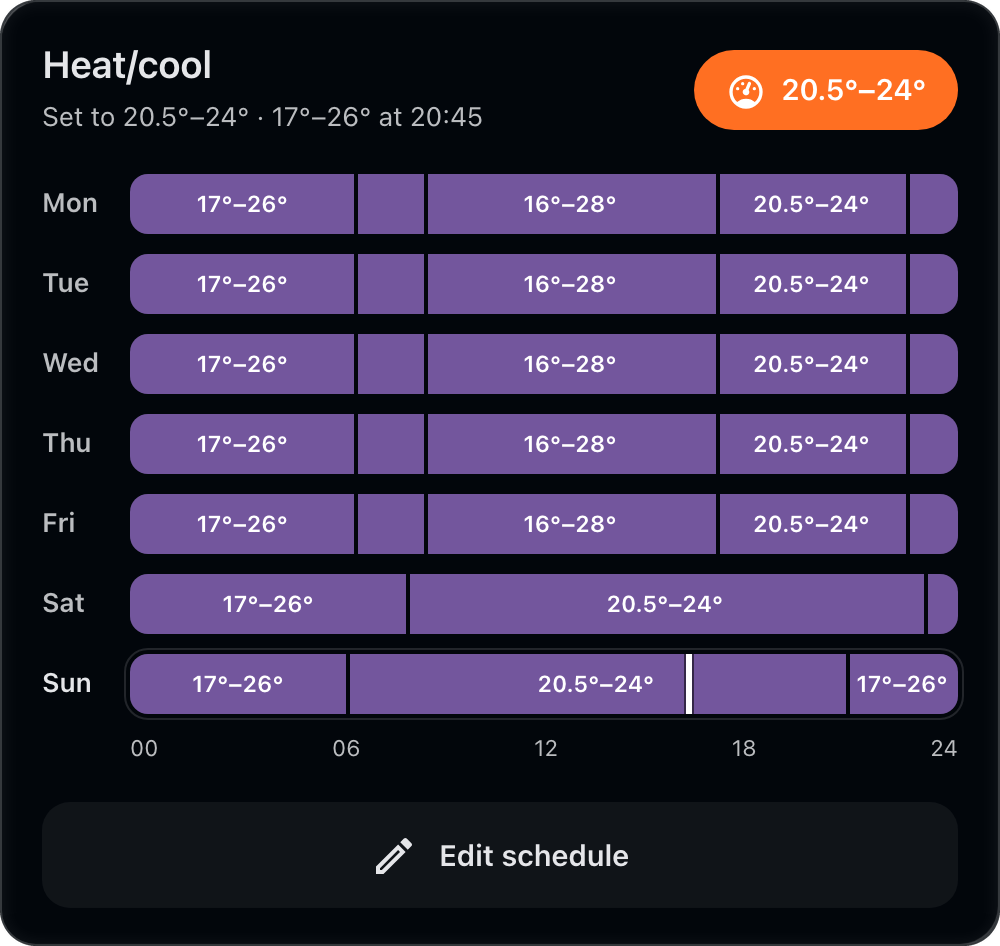 Heat/cool
Set to 20.5°–24° · 17°–26° at 20:45
20.5°–24°
Mon 17°–26° 16°–28° 20.5°–24°
Tue 17°–26° 16°–28° 20.5°–24°
Wed 17°–26° 16°–28° 20.5°–24°
Thu 17°–26° 16°–28° 20.5°–24°
Fri 17°–26° 16°–28° 20.5°–24°
Sat 17°–26° 20.5°–24°
Sun 17°–26° 20.5°–24° 17°–26°
00 06 12 18 24
Edit schedule